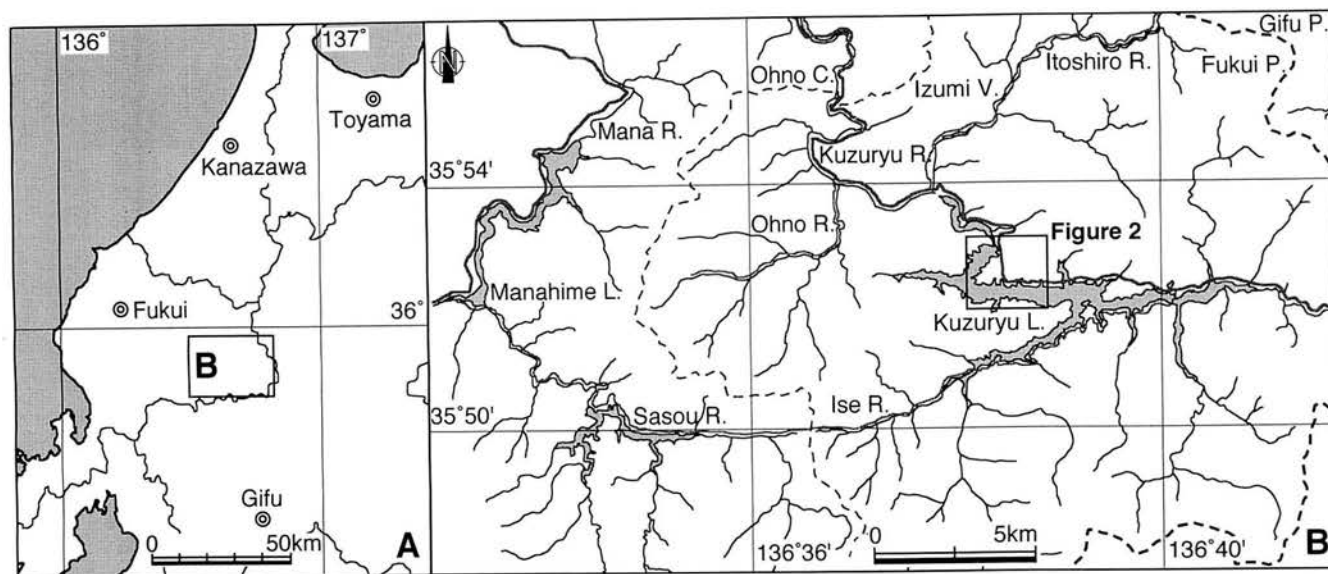 136°
137°
Toyama
Kanazawa
Fukui
36°
B
Gifu
0 50km
A
N
Ohno C.
Izumi V.
Itoshiro R.
Gifu P.
Fukui P.
Mana R.
Kuzuryu R.
35°54'
Ohno R.
Figure 2
Manahime L.
Kuzuryu L.
35°50'
Sasou R.
Ise R.
136°36'
0 5km
136°40'
B